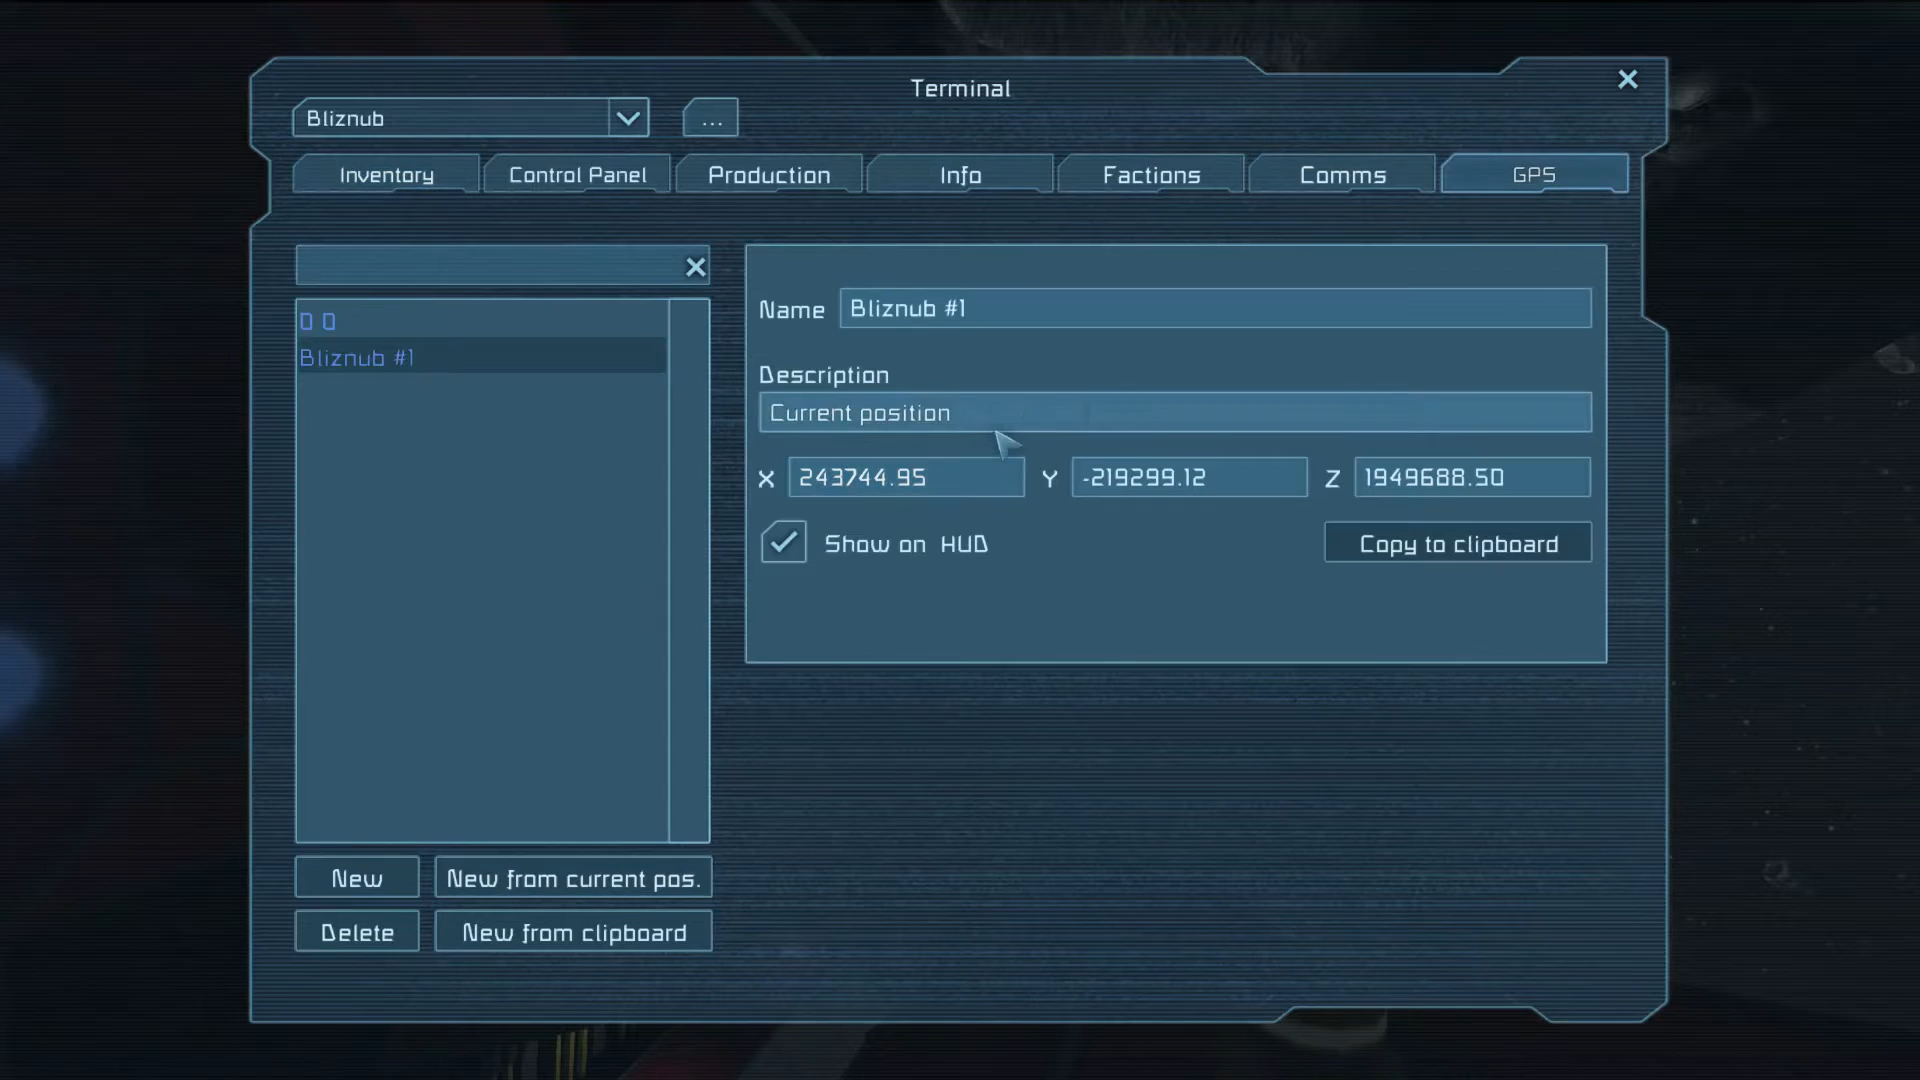 Terminal
Bliznub
...
Inventory
Control Panel
Production
Info
Factions
Comms
GPS
0 0
Bliznub #1
Name
Bliznub #1
Description
Current position
X 243744.95 Y -219299.12 Z 1949688.50
Show on HUD
Copy to clipboard
New
New from current pos.
Delete
New from clipboard